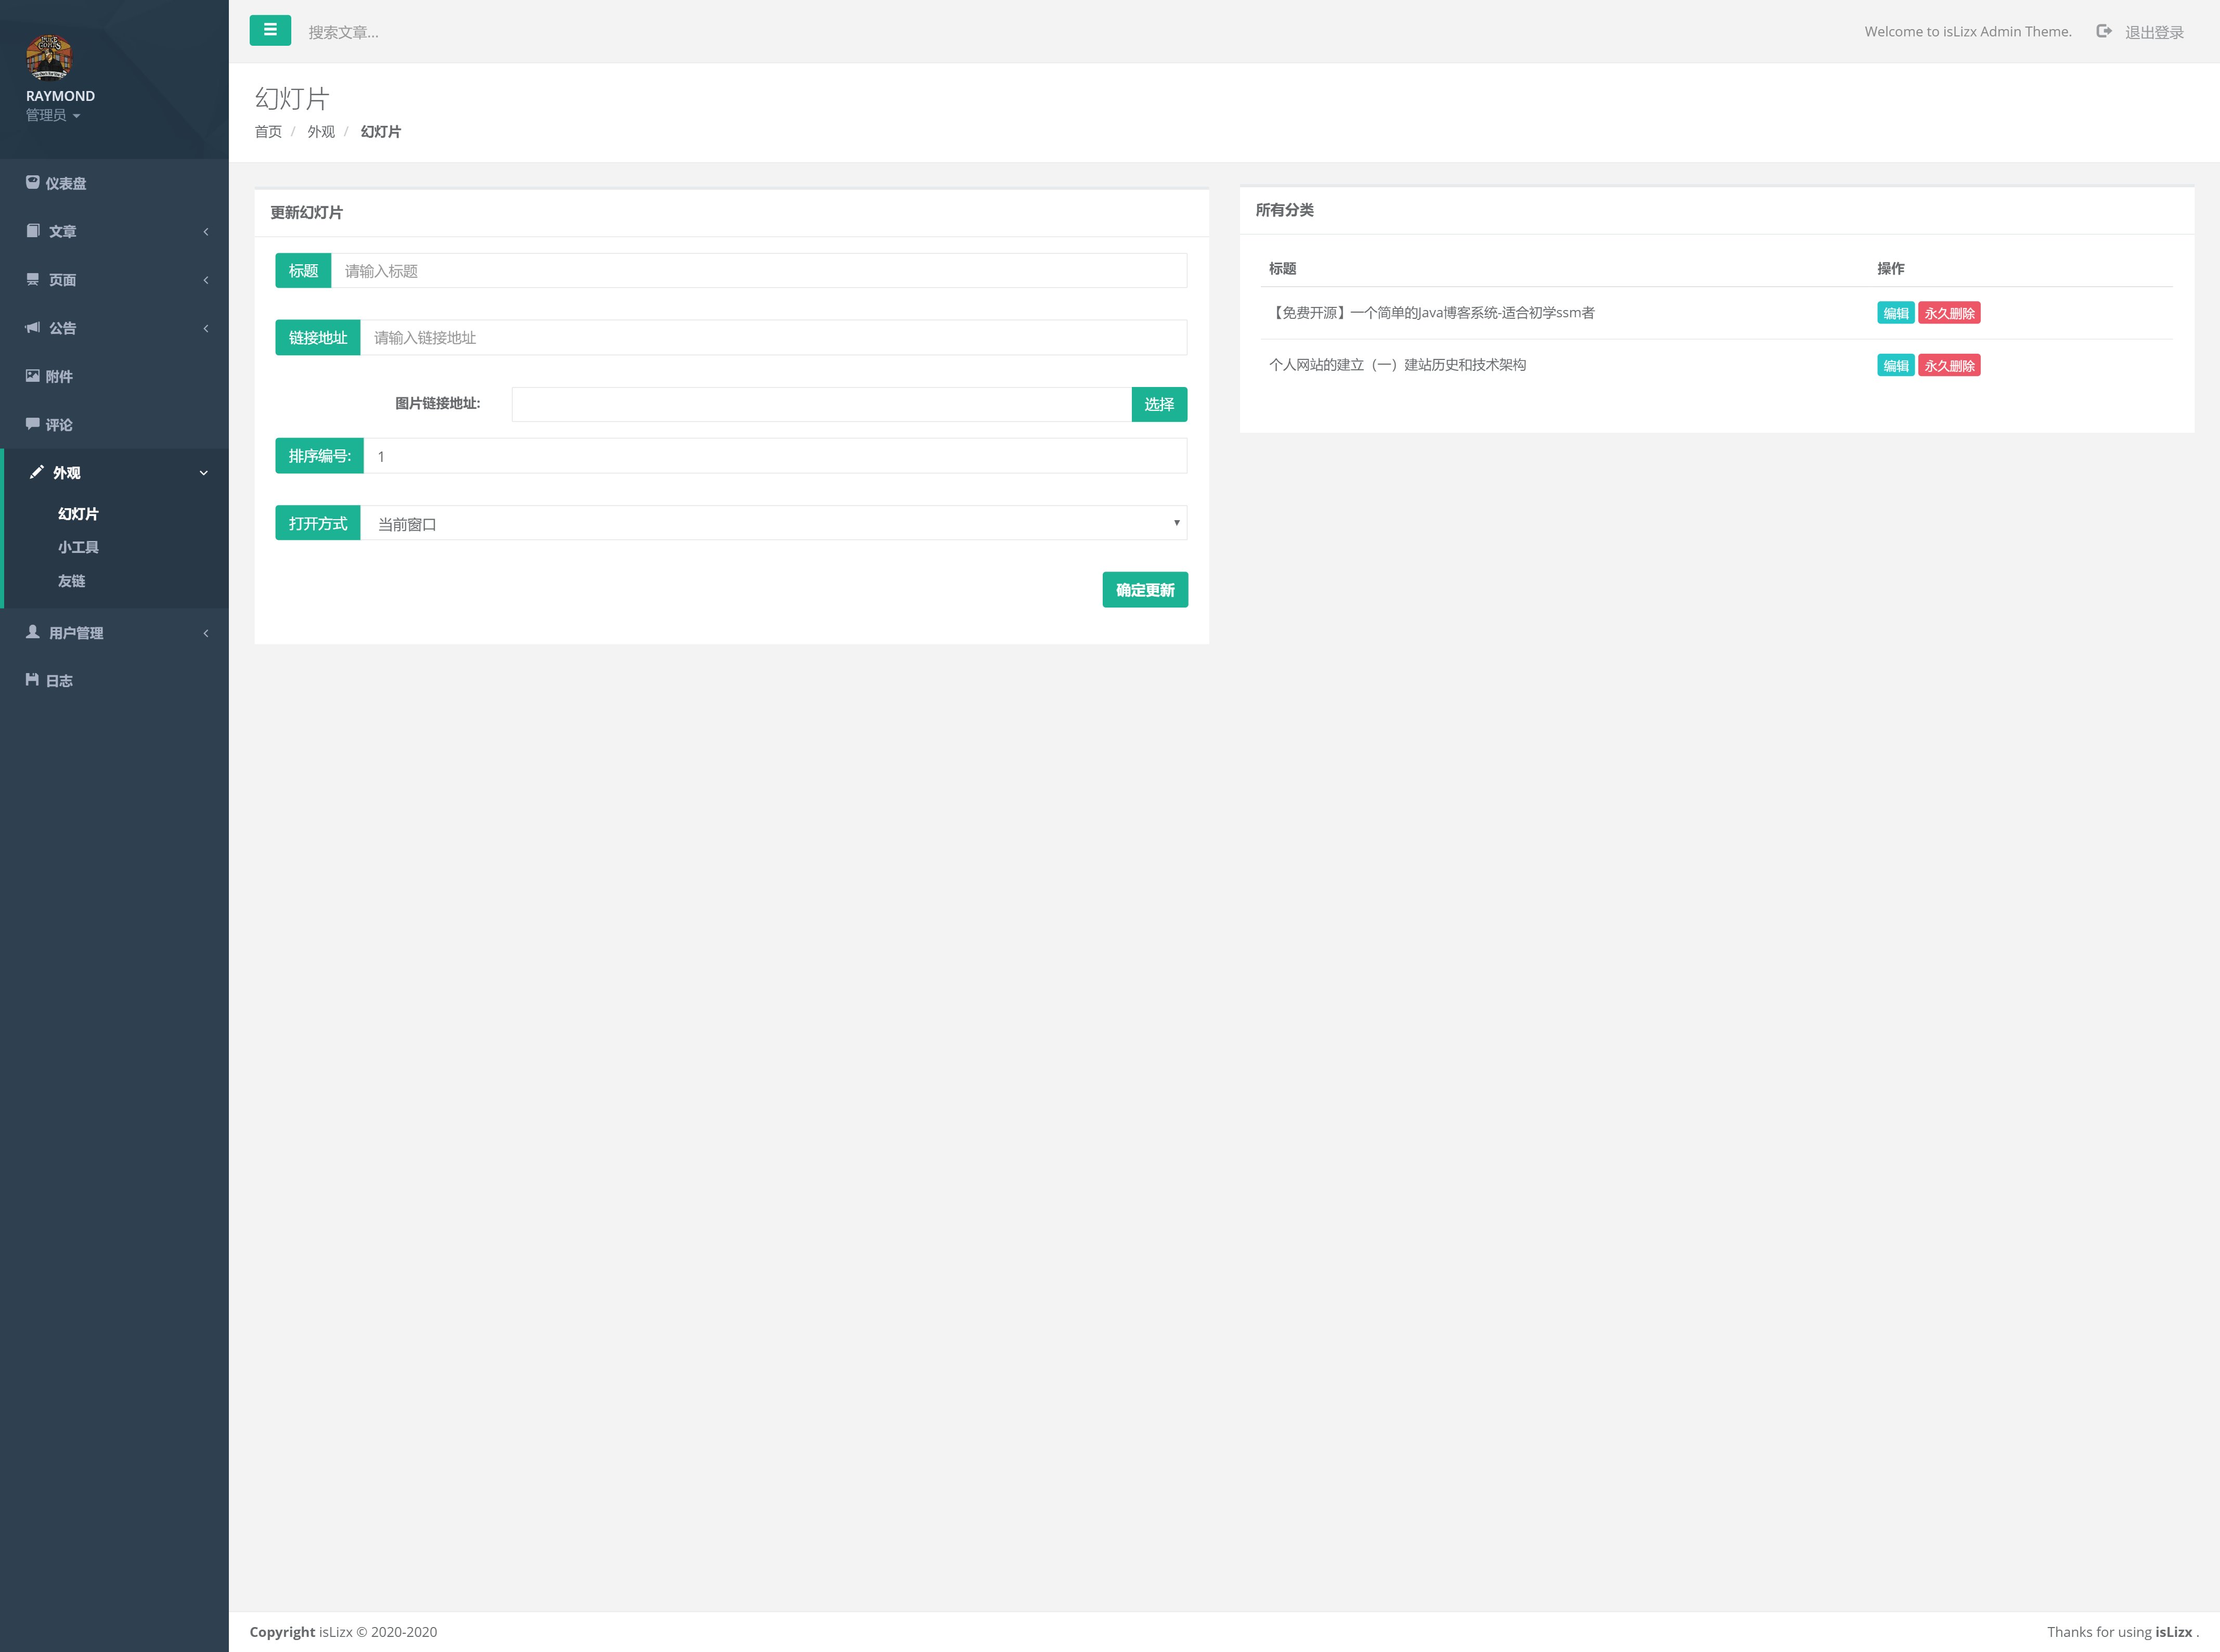 RAYMOND
管理员
仪表盘
文章
页面
公告
附件
评论
外观
幻灯片
小工具
友链
用户管理
日志
搜索文章...
Welcome to isLizx Admin Theme.
退出登录
幻灯片
首页 / 外观 / 幻灯片
更新幻灯片
标题 请输入标题
链接地址 请输入链接地址
图片链接地址: 选择
排序编号: 1
打开方式 当前窗口
确定更新
所有分类
标题 操作
【免费开源】一个简单的Java博客系统-适合初学ssm者 编辑 永久删除
个人网站的建立（一）建站历史和技术架构 编辑 永久删除
Copyright isLizx © 2020-2020
Thanks for using isLizx .